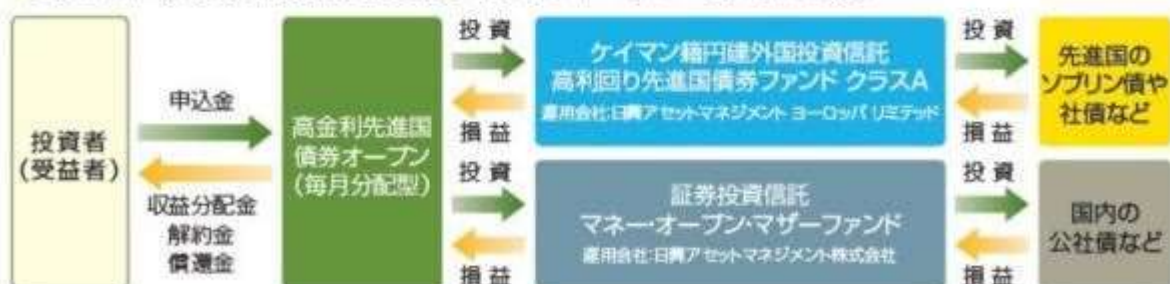 投資者
(受益者)
申込金
収益分配金
解約金
償還金
高金利先進国
債券オープン
(毎月分配型)
投資
損益
投資
損益
ケイマン籍円建外国投資信託
高利回り先進国債券ファンド クラスA
運用会社:日興アセットマネジメント ヨーロッパ リミテッド
証券投資信託
マネー・オープン・マザーファンド
運用会社:日興アセットマネジメント株式会社
投資
損益
投資
損益
先進国の
ソブリン債や
社債など
国内の
公社債など